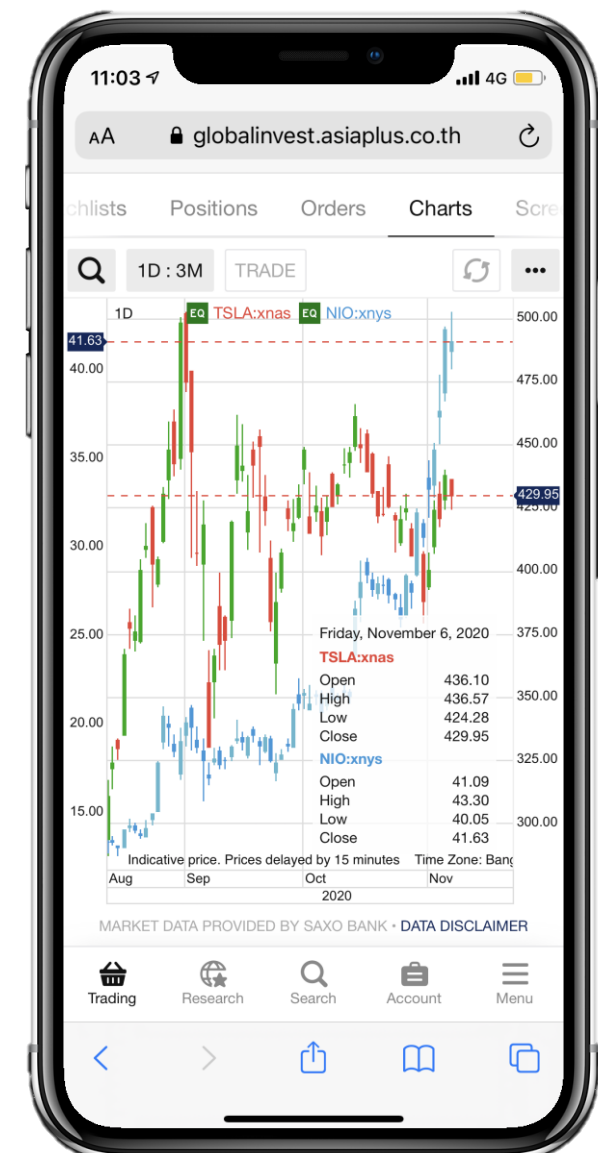 11:03
4G
AA globalinvest.asiaplus.co.th
chlists Positions Orders Charts Scre
1D : 3M TRADE
1D EQ TSLA:xnas EQ NIO:xnys
500.00
41.63
40.00
475.00
450.00
35.00
429.95
425.00
30.00
400.00
25.00
375.00
Friday, November 6, 2020
TSLA:xnas
Open 436.10
High 436.57
Low 424.28
Close 429.95
350.00
20.00
NIO:xnys
325.00
Open 41.09
High 43.30
Low 40.05
Close 41.63
15.00
300.00
Indicative price. Prices delayed by 15 minutes Time Zone: Bang
Aug Sep Oct Nov
2020
MARKET DATA PROVIDED BY SAXO BANK • DATA DISCLAIMER
Trading Research Search Account Menu